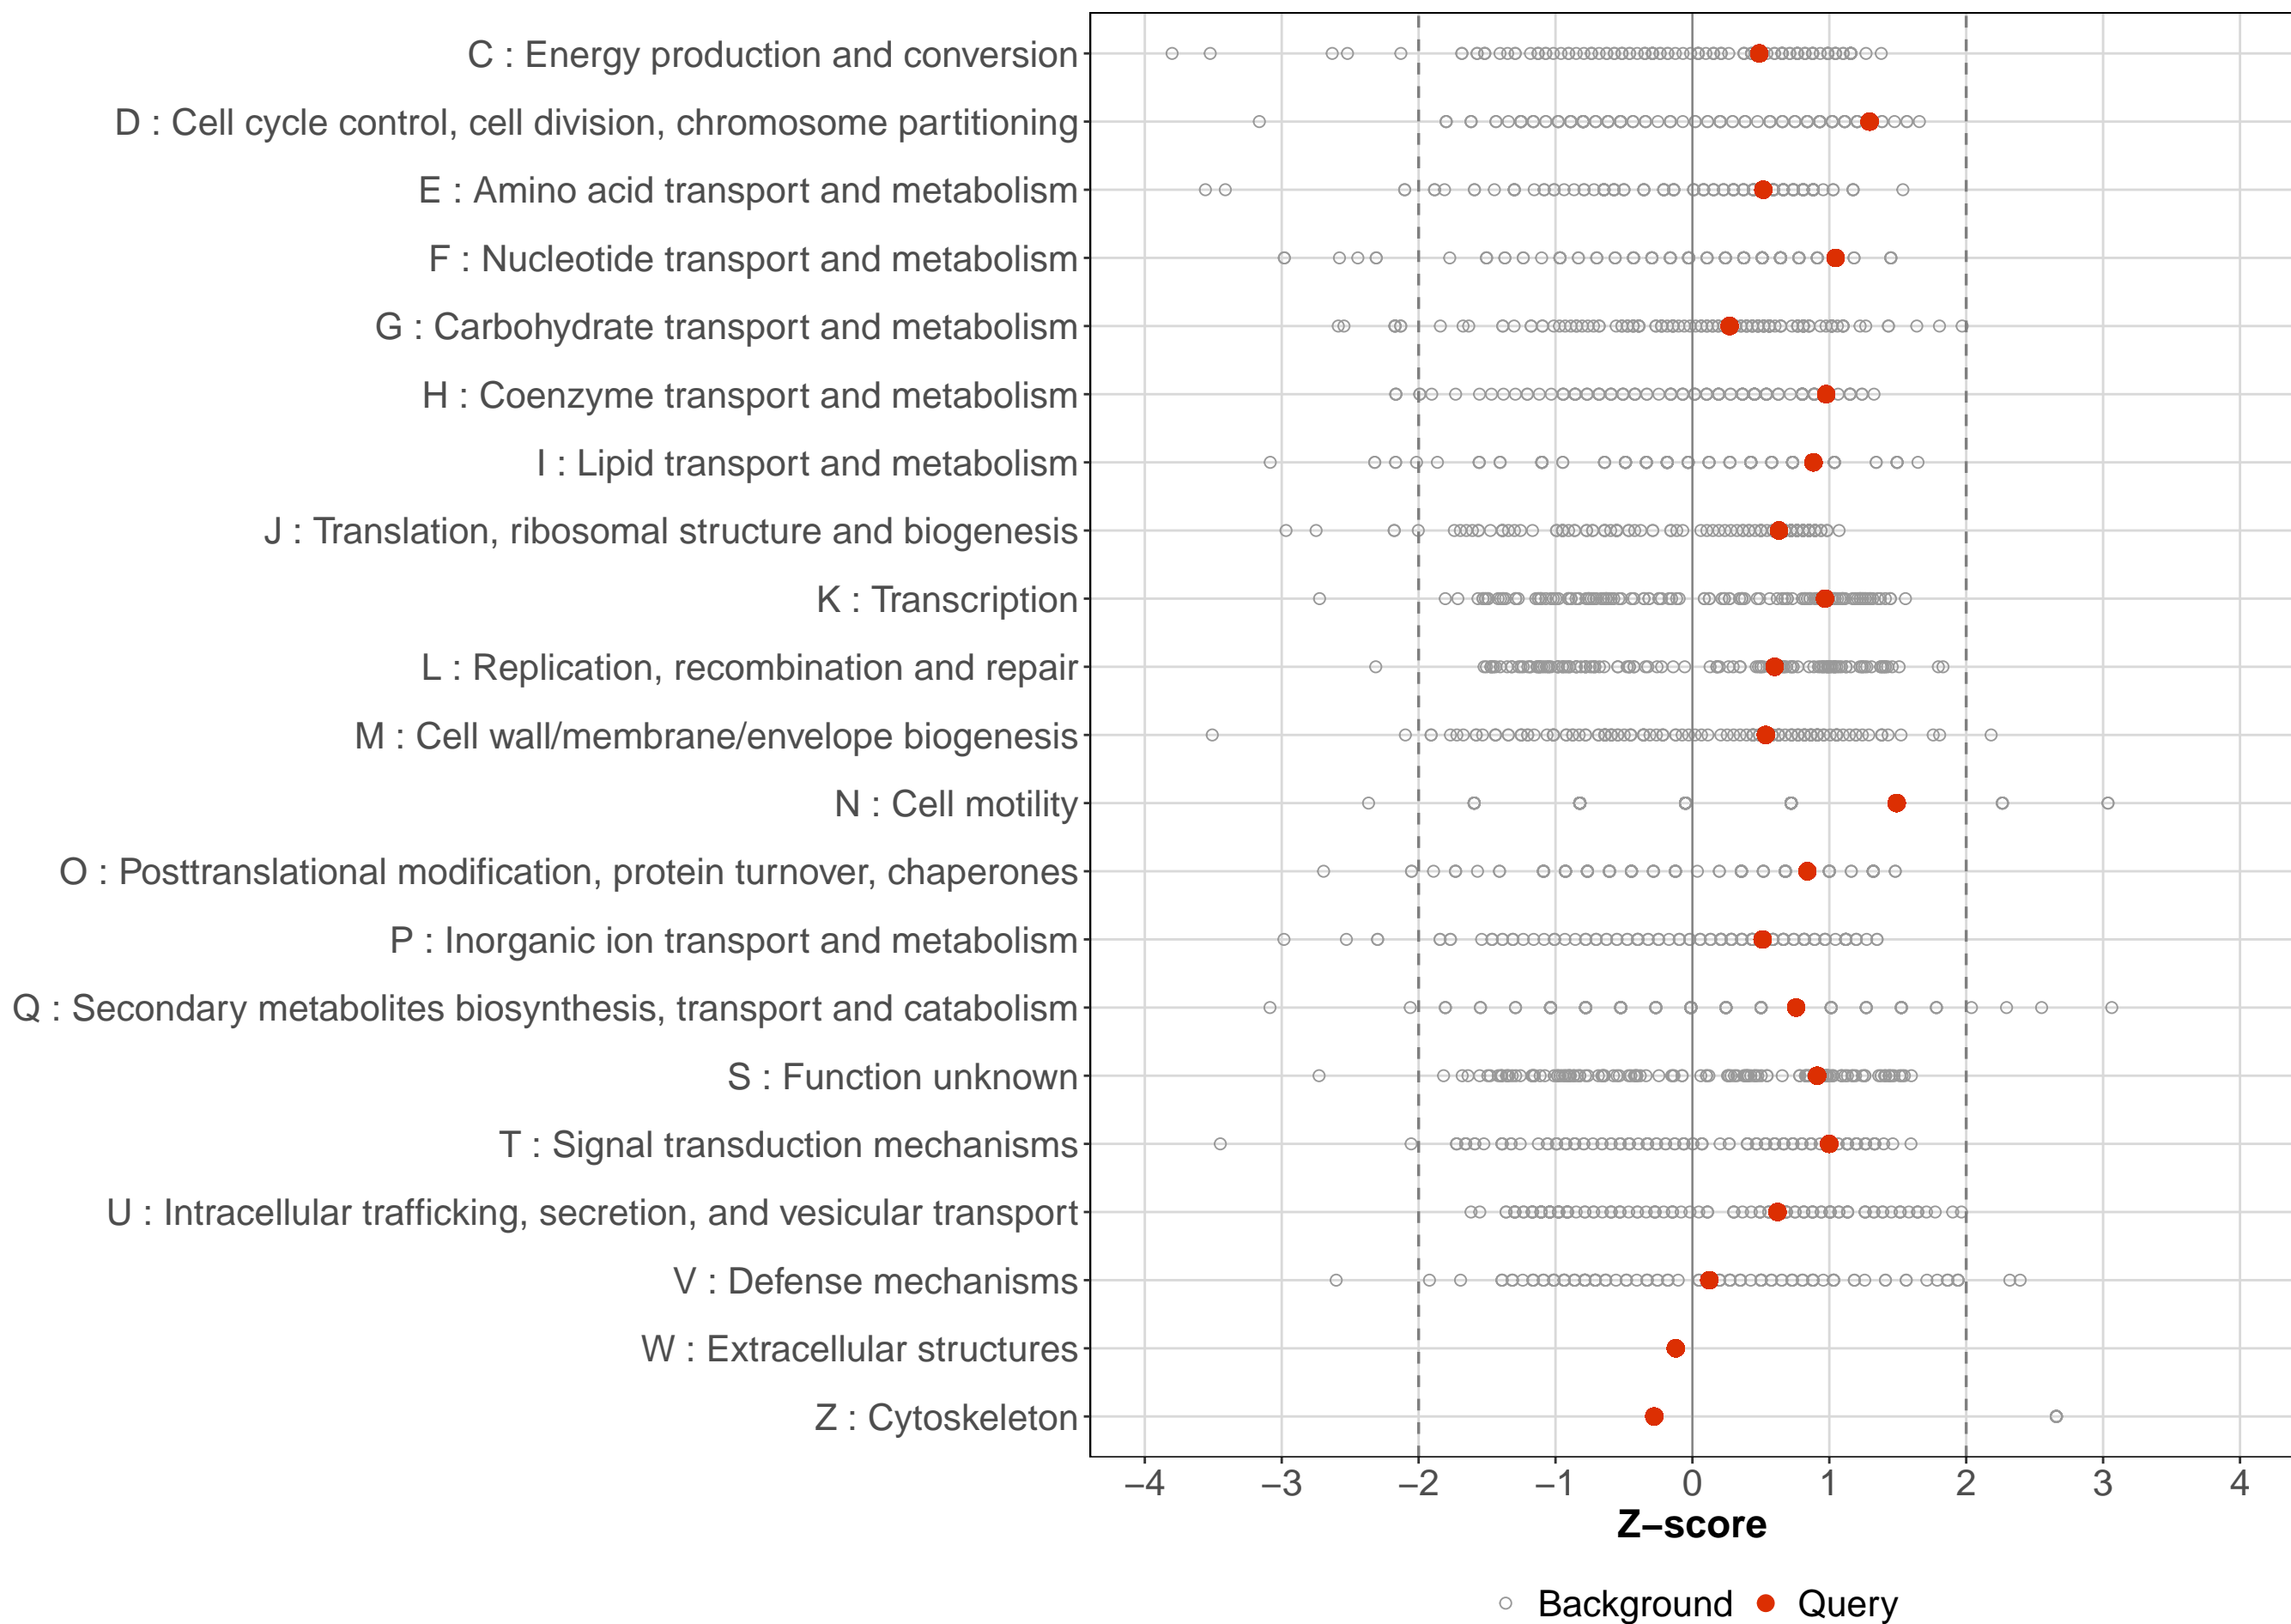 C : Energy production and conversion
D : Cell cycle control, cell division, chromosome partitioning
E : Amino acid transport and metabolism
F : Nucleotide transport and metabolism
G : Carbohydrate transport and metabolism
H : Coenzyme transport and metabolism
I : Lipid transport and metabolism
J : Translation, ribosomal structure and biogenesis
K : Transcription
L : Replication, recombination and repair
M : Cell wall/membrane/envelope biogenesis
N : Cell motility
O : Posttranslational modification, protein turnover, chaperones
P : Inorganic ion transport and metabolism
Q : Secondary metabolites biosynthesis, transport and catabolism
S : Function unknown
T : Signal transduction mechanisms
U : Intracellular trafficking, secretion, and vesicular transport
V : Defense mechanisms
W : Extracellular structures
Z : Cytoskeleton
−4 −3 −2 −1 0 1 2 3 4
Z−score
Background Query